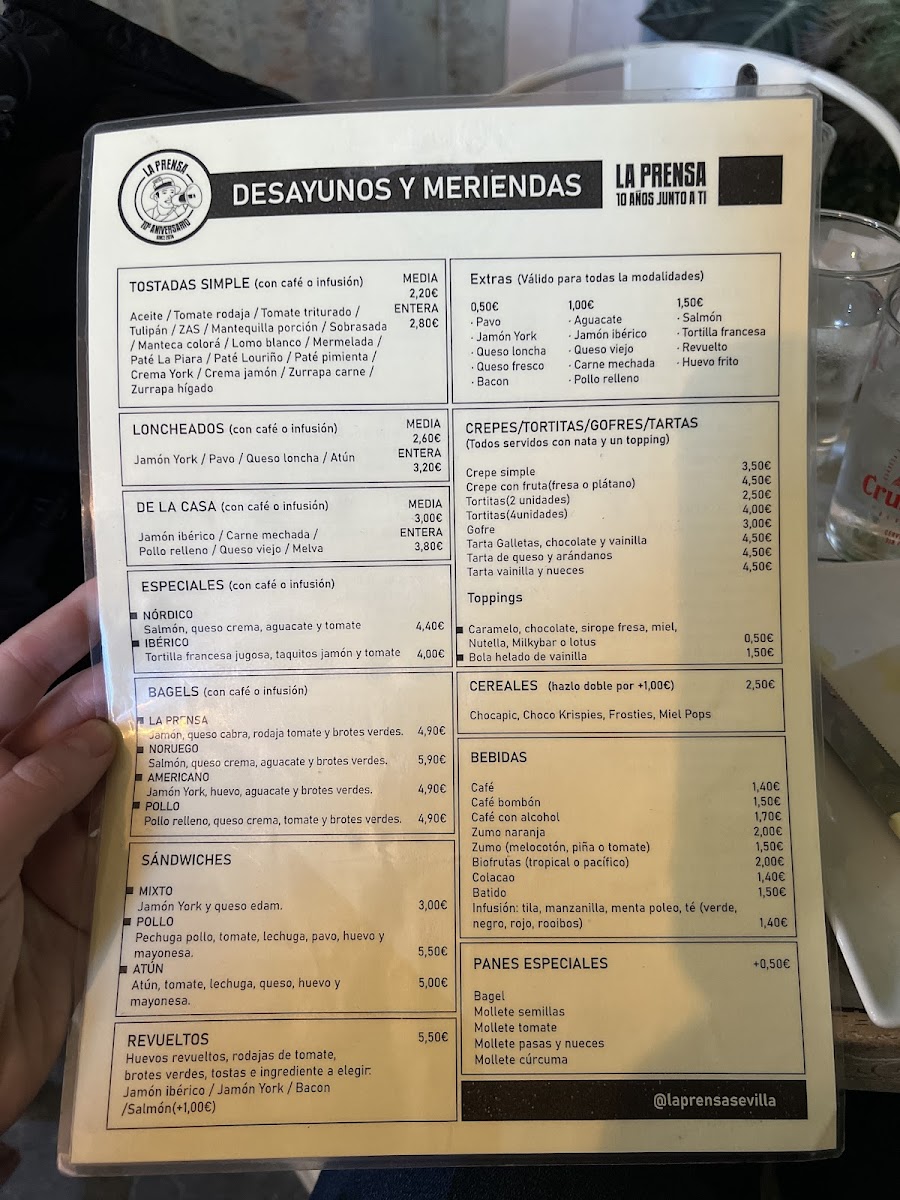 LA PRENSA
10º ANIVERSARIO
DESAYUNOS Y MERIENDAS
LA PRENSA
10 AÑOS JUNTO A TI
TOSTADAS SIMPLE (con café o infusión)
MEDIA
2,20€
ENTERA
2,80€
Aceite / Tomate rodaja / Tomate triturado /
Tulipán / ZAS / Mantequilla porción / Sobrasada
/ Manteca colorá / Lomo blanco / Mermelada /
Paté La Piara / Paté Louriño / Paté pimienta /
Crema York / Crema jamón / Zurrapa carne /
Zurrapa hígado
LONCHEADOS (con café o infusión)
MEDIA
2,60€
ENTERA
3,20€
Jamón York / Pavo / Queso loncha / Atún
DE LA CASA (con café o infusión)
MEDIA
3,00€
ENTERA
3,80€
Jamón ibérico / Carne mechada /
Pollo relleno / Queso viejo / Melva
ESPECIALES (con café o infusión)
NÓRDICO
Salmón, queso crema, aguacate y tomate 4,40€
IBÉRICO
Tortilla francesa jugosa, taquitos jamón y tomate 4,00€
BAGELS (con café o infusión)
LA PRENSA
Jamón, queso cabra, rodaja tomate y brotes verdes. 4,90€
NORUEGO
Salmón, queso crema, aguacate y brotes verdes. 5,90€
AMERICANO
Jamón York, huevo, aguacate y brotes verdes. 4,90€
POLLO
Pollo relleno, queso crema, tomate y brotes verdes. 4,90€
SÁNDWICHES
MIXTO
Jamón York y queso edam. 3,00€
POLLO
Pechuga pollo, tomate, lechuga, pavo, huevo y
mayonesa. 5,50€
ATÚN
Atún, tomate, lechuga, queso, huevo y 5,00€
mayonesa.
REVUELTOS 5,50€
Huevos revueltos, rodajas de tomate,
brotes verdes, tostas e ingrediente a elegir:
Jamón ibérico / Jamón York / Bacon
/Salmón(+1,00€)
Extras (Válido para todas la modalidades)
0,50€
· Pavo
· Jamón York
· Queso loncha
· Queso fresco
· Bacon
1,00€
· Aguacate
· Jamón ibérico
· Queso viejo
· Carne mechada
· Pollo relleno
1,50€
· Salmón
· Tortilla francesa
· Revuelto
· Huevo frito
CREPES/TORTITAS/GOFRES/TARTAS
(Todos servidos con nata y un topping)
Crepe simple 3,50€
Crepe con fruta(fresa o plátano) 4,50€
Tortitas(2 unidades) 2,50€
Tortitas(4unidades) 4,00€
Gofre 3,00€
Tarta Galletas, chocolate y vainilla 4,50€
Tarta de queso y arándanos 4,50€
Tarta vainilla y nueces 4,50€
Toppings
Caramelo, chocolate, sirope fresa, miel,
Nutella, Milkybar o lotus 0,50€
Bola helado de vainilla 1,50€
CEREALES (hazlo doble por +1,00€) 2,50€
Chocapic, Choco Krispies, Frosties, Miel Pops
BEBIDAS
Café 1,40€
Café bombón 1,50€
Café con alcohol 1,70€
Zumo naranja 2,00€
Zumo (melocotón, piña o tomate) 1,50€
Biofrutas (tropical o pacífico) 2,00€
Colacao 1,40€
Batido 1,50€
Infusión: tila, manzanilla, menta poleo, té (verde,
negro, rojo, rooibos) 1,40€
PANES ESPECIALES +0,50€
Bagel
Mollete semillas
Mollete tomate
Mollete pasas y nueces
Mollete cúrcuma
@laprensasevilla